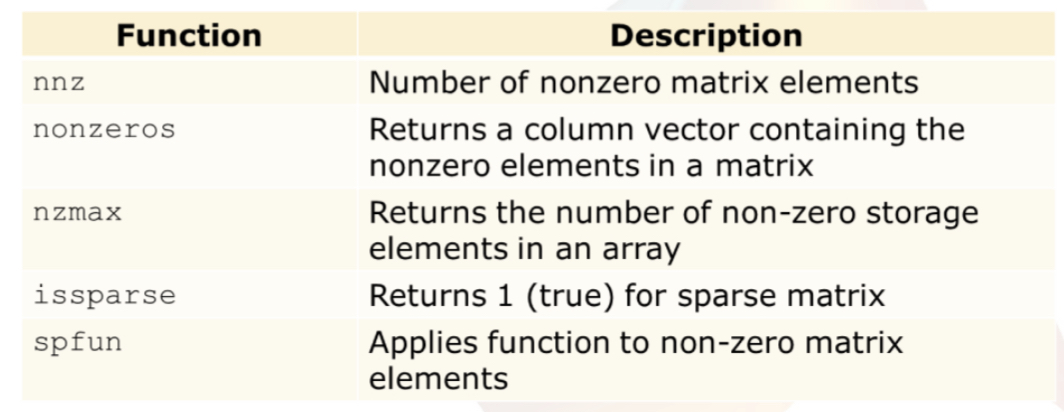 Function Description
nnz Number of nonzero matrix elements
nonzeros Returns a column vector containing the
nonzero elements in a matrix
nzmax Returns the number of non-zero storage
elements in an array
issparse Returns 1 (true) for sparse matrix
spfun Applies function to non-zero matrix
elements